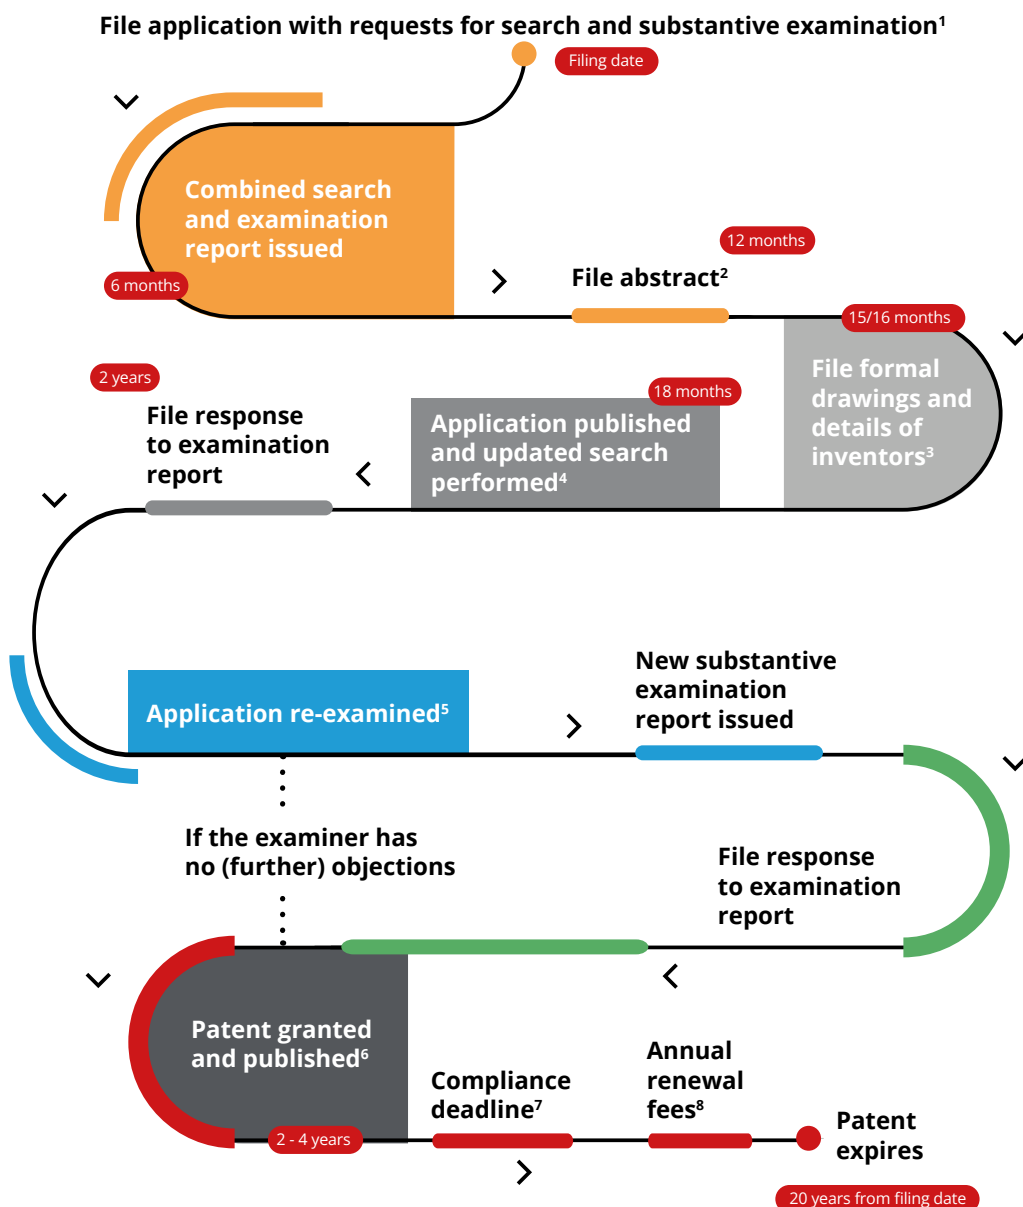 File application with requests for search and substantive examination¹
Filing date
Combined search
and examination
report issued
6 months
12 months
File abstract²
15/16 months
File formal
drawings and
details of
inventors³
18 months
Application published
and updated search
performed⁴
2 years
File response
to examination
report
Application re-examined⁵
New substantive
examination
report issued
If the examiner has
no (further) objections
File response
to examination
report
Patent granted
and published⁶
2 - 4 years
Compliance
deadline⁷
Annual
renewal
fees⁸
Patent
expires
20 years from filing date